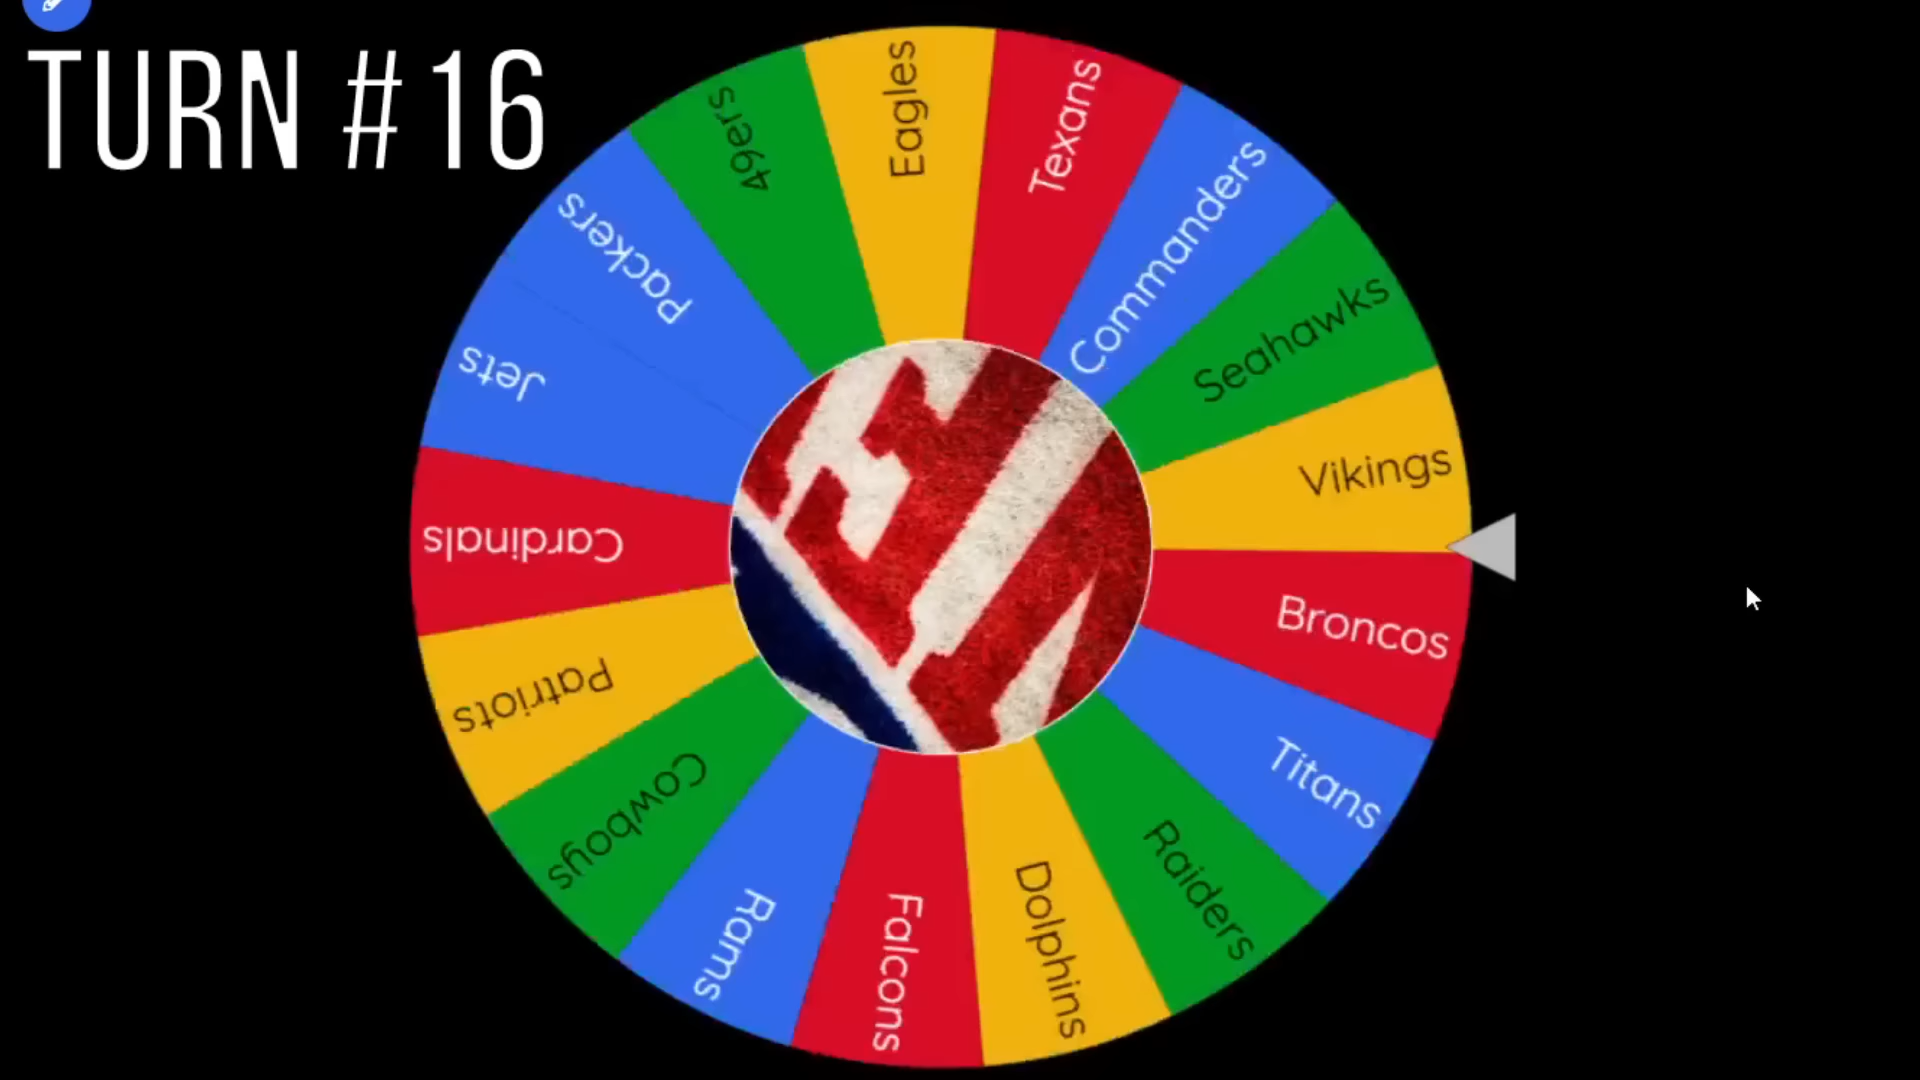 TURN #16
Eagles
Texans
Commanders
Seahawks
Vikings
Broncos
Titans
Raiders
Dolphins
Falcons
Rams
Cowboys
Patriots
Cardinals
Jets
Packers
49ers